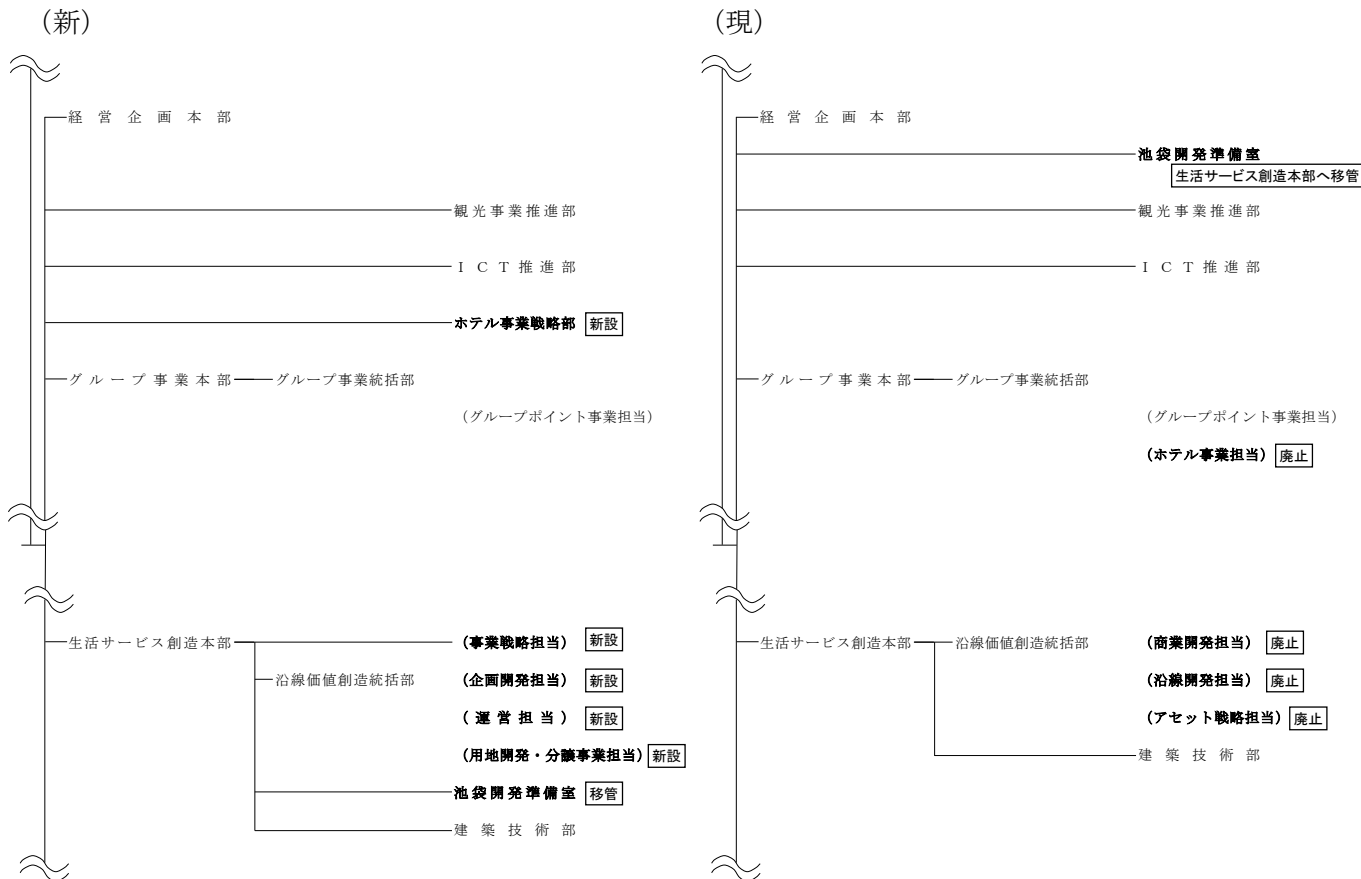 （新）
経営企画本部
観光事業推進部
ＩＣＴ推進部
ホテル事業戦略部 新設
グループ事業本部 グループ事業統括部
（グループポイント事業担当）
生活サービス創造本部 （事業戦略担当） 新設
沿線価値創造統括部 （企画開発担当） 新設
（運営担当） 新設
（用地開発・分譲事業担当） 新設
池袋開発準備室 移管
建築技術部
（現）
経営企画本部
池袋開発準備室
生活サービス創造本部へ移管
観光事業推進部
ＩＣＴ推進部
グループ事業本部 グループ事業統括部
（グループポイント事業担当）
（ホテル事業担当） 廃止
生活サービス創造本部 沿線価値創造統括部 （商業開発担当） 廃止
（沿線開発担当） 廃止
（アセット戦略担当） 廃止
建築技術部